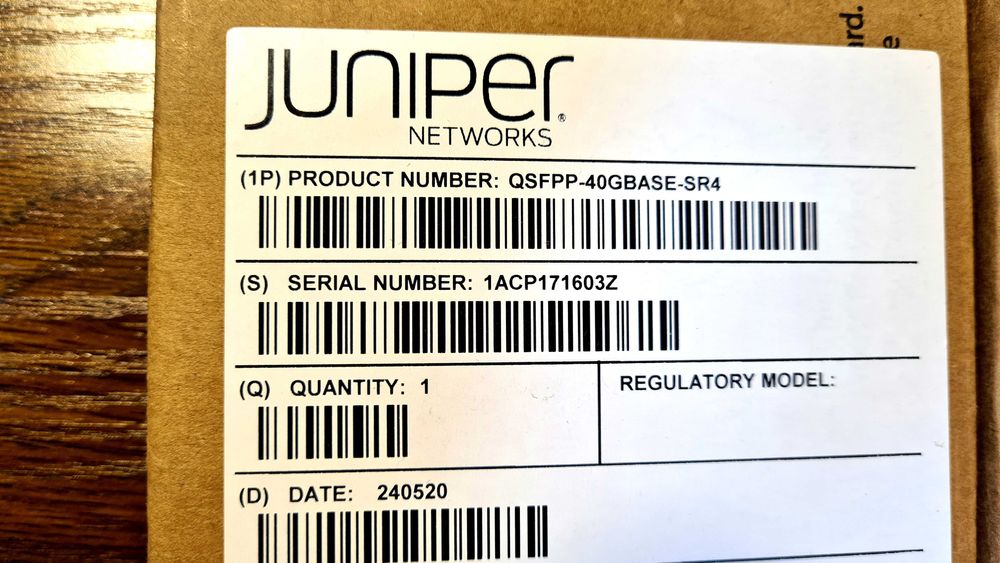 JUNIPER®
NETWORKS
(1P) PRODUCT NUMBER: QSFPP-40GBASE-SR4
(S) SERIAL NUMBER: 1ACP171603Z
(Q) QUANTITY: 1
REGULATORY MODEL:
(D) DATE: 240520